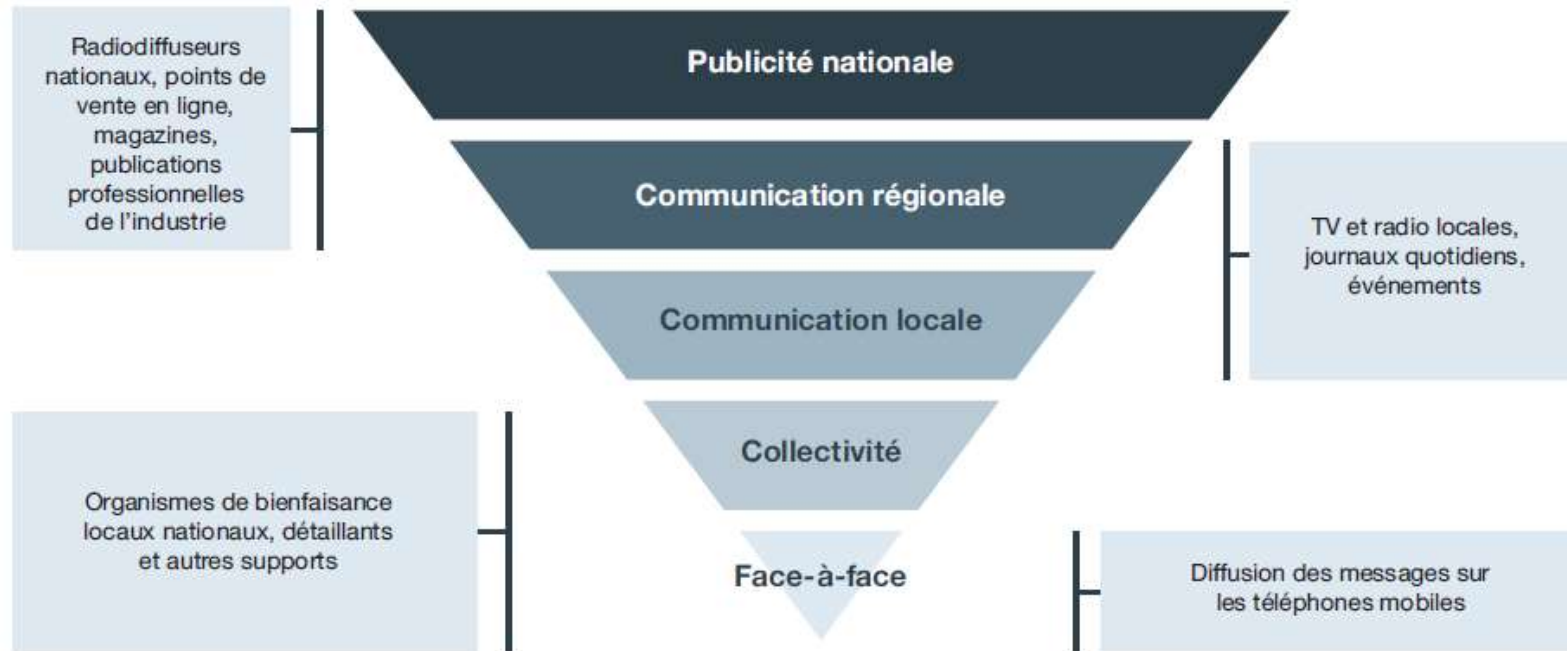 Radiodiffuseurs
nationaux, points de
vente en ligne,
magazines,
publications
professionnelles
de l'industrie
Publicité nationale
Communication régionale
TV et radio locales,
journaux quotidiens,
événements
Communication locale
Collectivité
Organismes de bienfaisance
locaux nationaux, détaillants
et autres supports
Face-à-face
Diffusion des messages sur
les téléphones mobiles